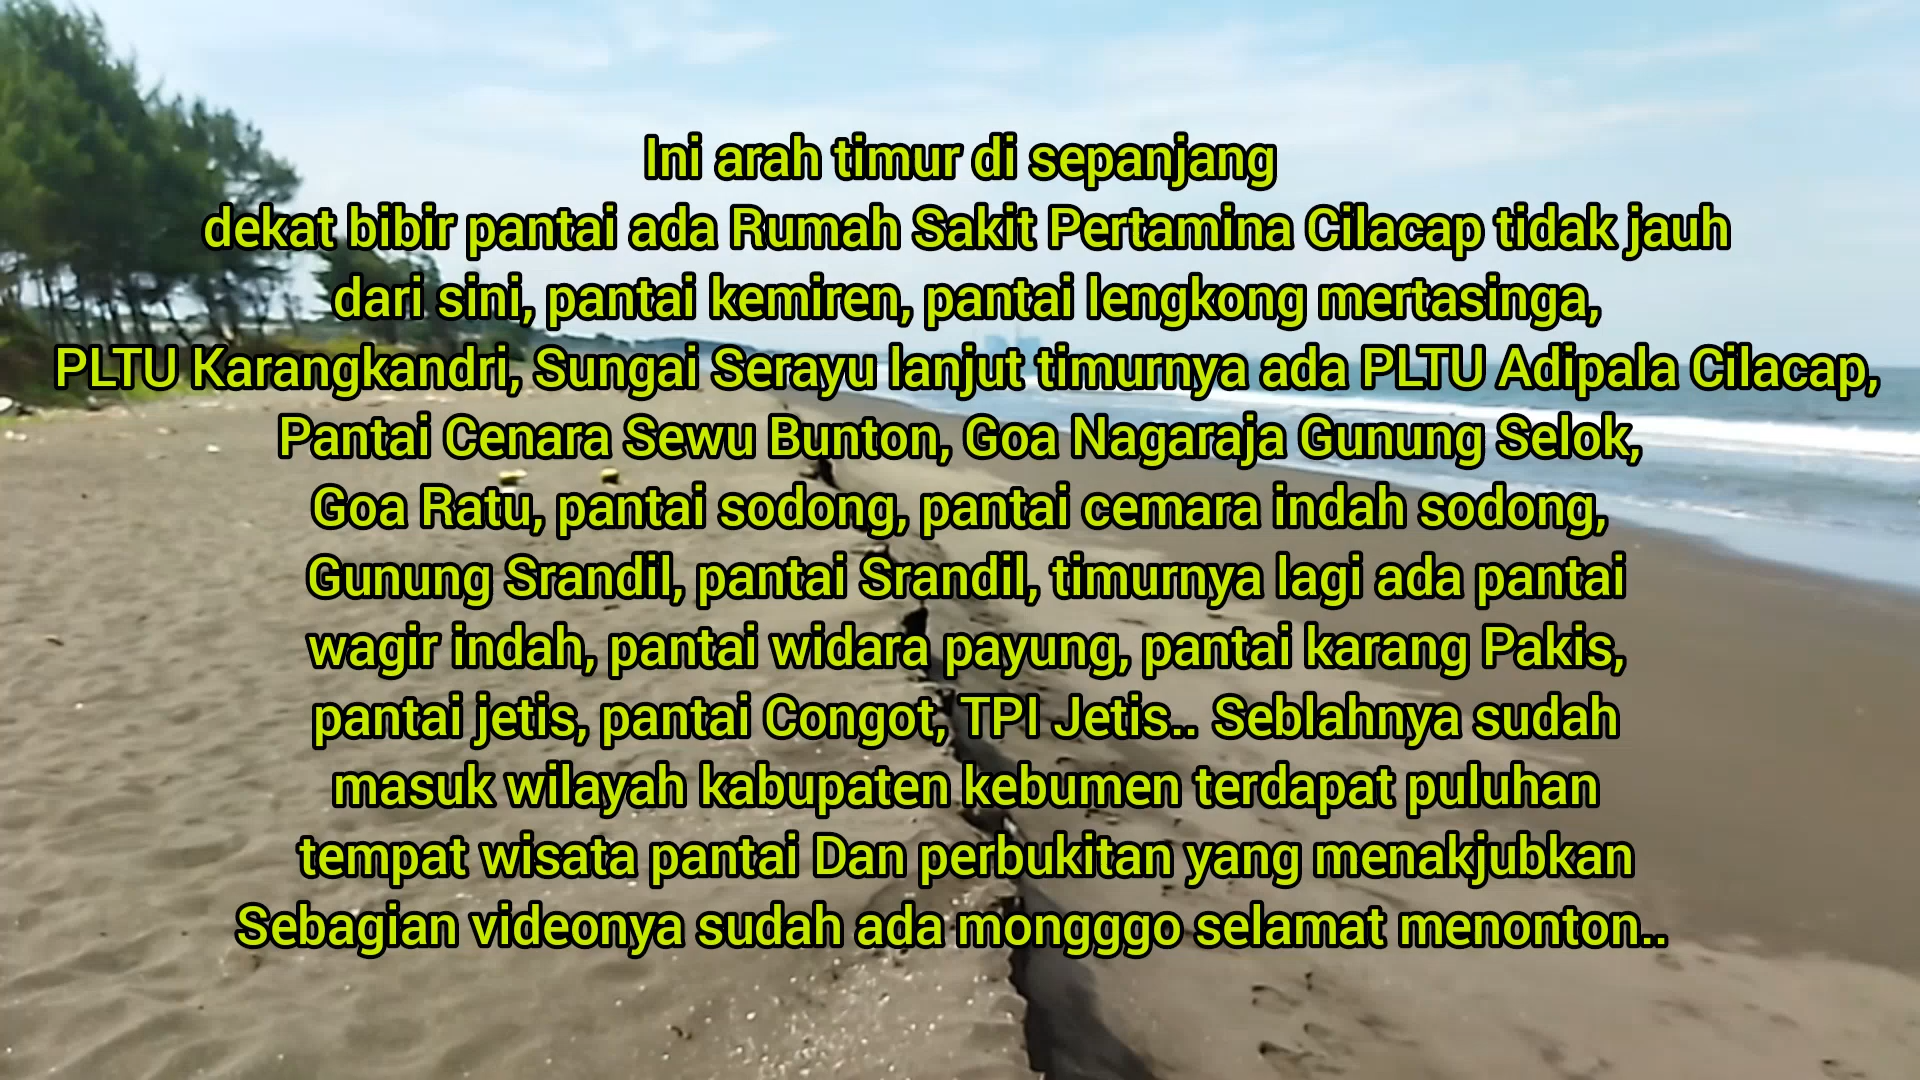 Ini arah timur di sepanjang
dekat bibir pantai ada Rumah Sakit Pertamina Cilacap tidak jauh
dari sini, pantai kemiren, pantai lengkong mertasinga,
PLTU Karangkandri, Sungai Serayu lanjut timurnya ada PLTU Adipala Cilacap,
Pantai Cenara Sewu Bunton, Goa Nagaraja Gunung Selok,
Goa Ratu, pantai sodong, pantai cemara indah sodong,
Gunung Srandil, pantai Srandil, timurnya lagi ada pantai
wagir indah, pantai widara payung, pantai karang Pakis,
pantai jetis, pantai Congot, TPI Jetis.. Seblahnya sudah
masuk wilayah kabupaten kebumen terdapat puluhan
tempat wisata pantai Dan perbukitan yang menakjubkan
Sebagian videonya sudah ada mongggo selamat menonton..